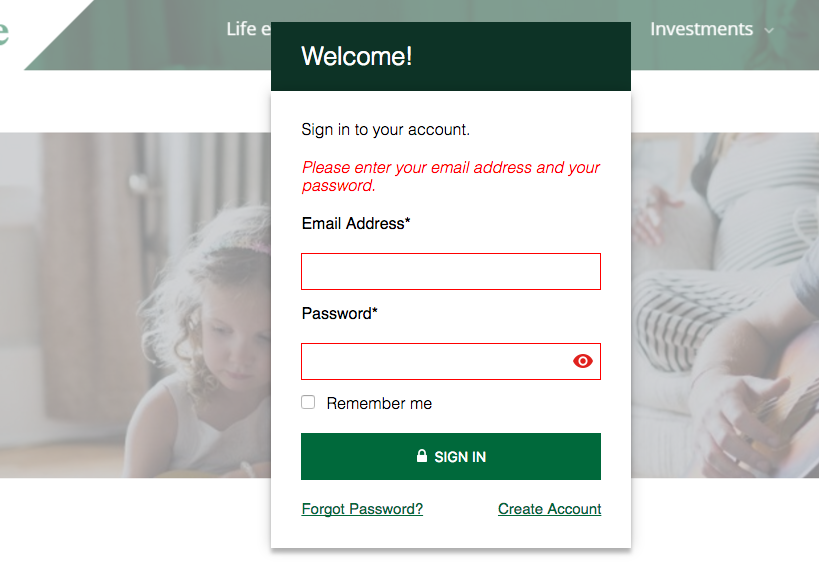 Life e
Investments
Welcome!
Sign in to your account.
Please enter your email address and your
password.
Email Address*
Password*
Remember me
SIGN IN
Forgot Password?
Create Account